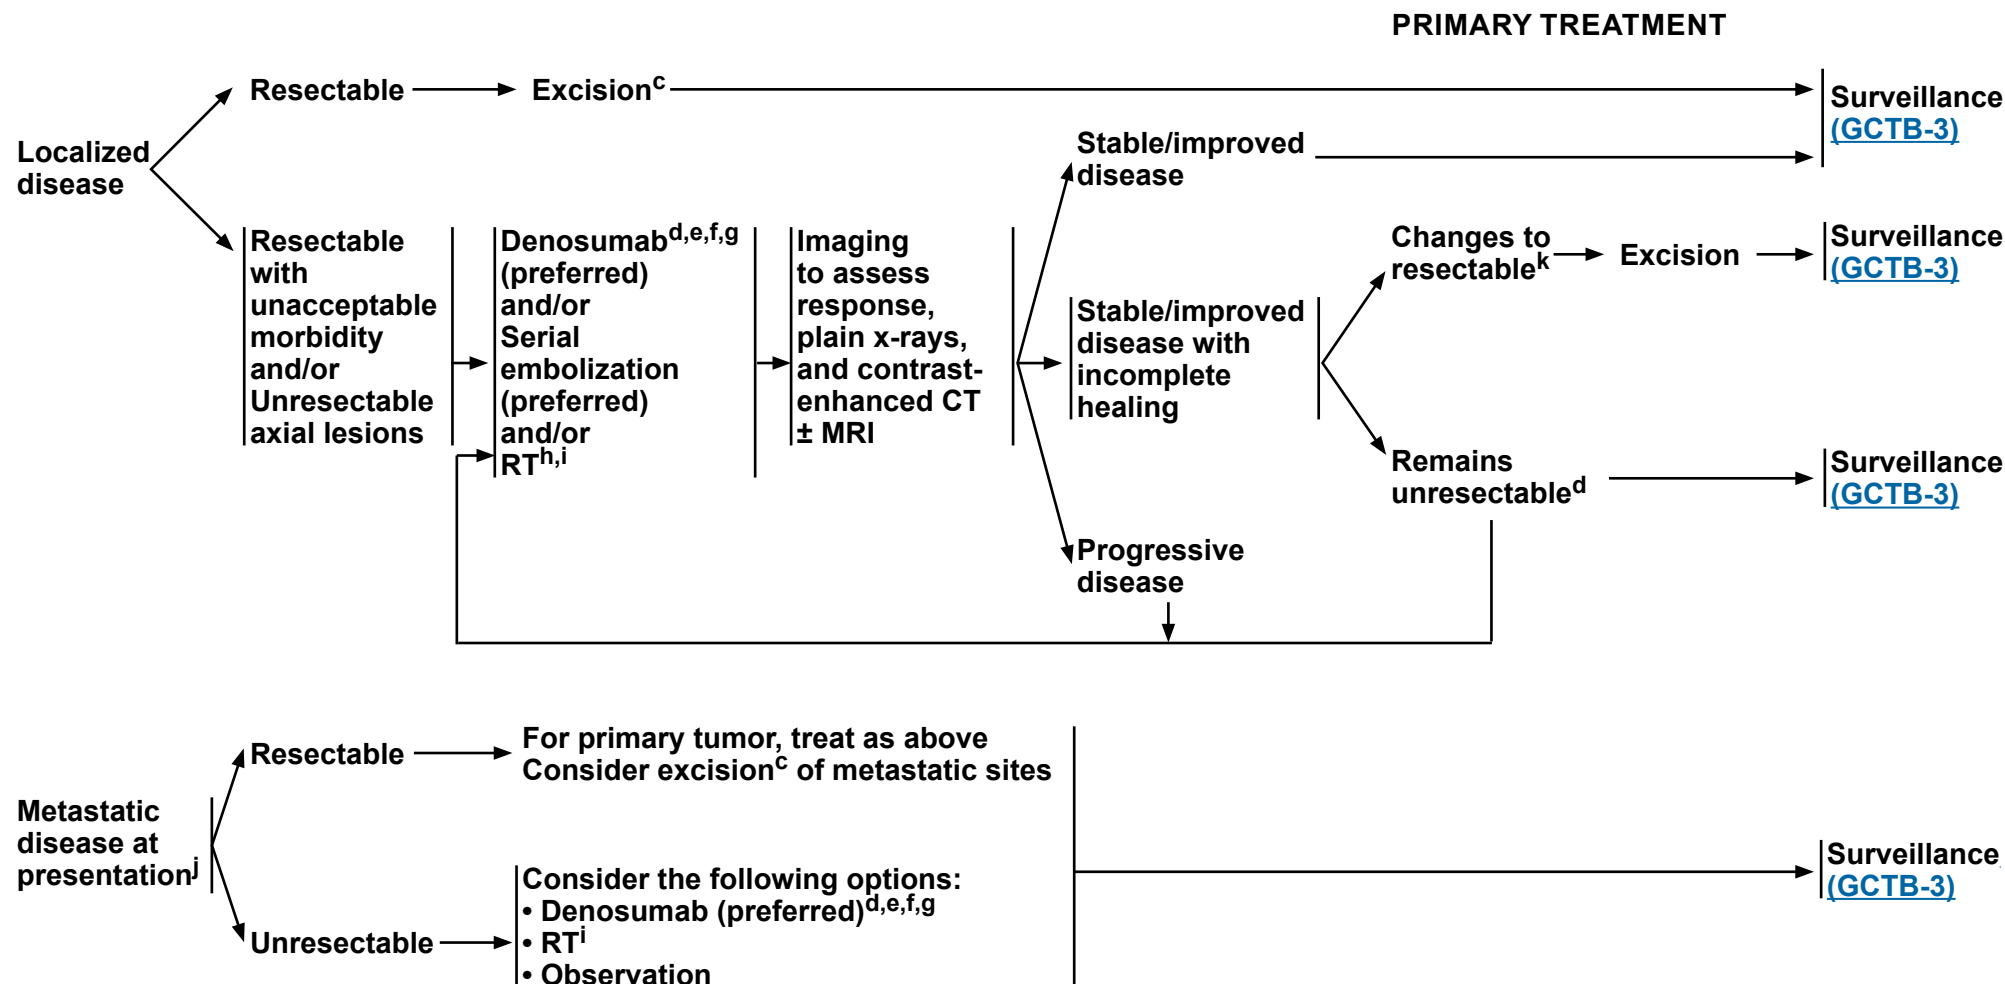 PRIMARY TREATMENT
Localized
disease
Resectable
Excisionᶜ
Surveillance
(GCTB-3)
Resectable
with
unacceptable
morbidity
and/or
Unresectable
axial lesions
Denosumabᵈ,ᵉ,ᶠ,ᵍ
(preferred)
and/or
Serial
embolization
(preferred)
and/or
RTʰ,ⁱ
Imaging
to assess
response,
plain x-rays,
and contrast-
enhanced CT
± MRI
Stable/improved
disease
Stable/improved
disease with
incomplete
healing
Changes to
resectableᵏ
Excision
Surveillance
(GCTB-3)
Remains
unresectableᵈ
Surveillance
(GCTB-3)
Progressive
disease
Metastatic
disease at
presentationʲ
Resectable
For primary tumor, treat as above
Consider excisionᶜ of metastatic sites
Unresectable
Consider the following options:
• Denosumab (preferred)ᵈ,ᵉ,ᶠ,ᵍ
• RTⁱ
• Observation
Surveillance
(GCTB-3)